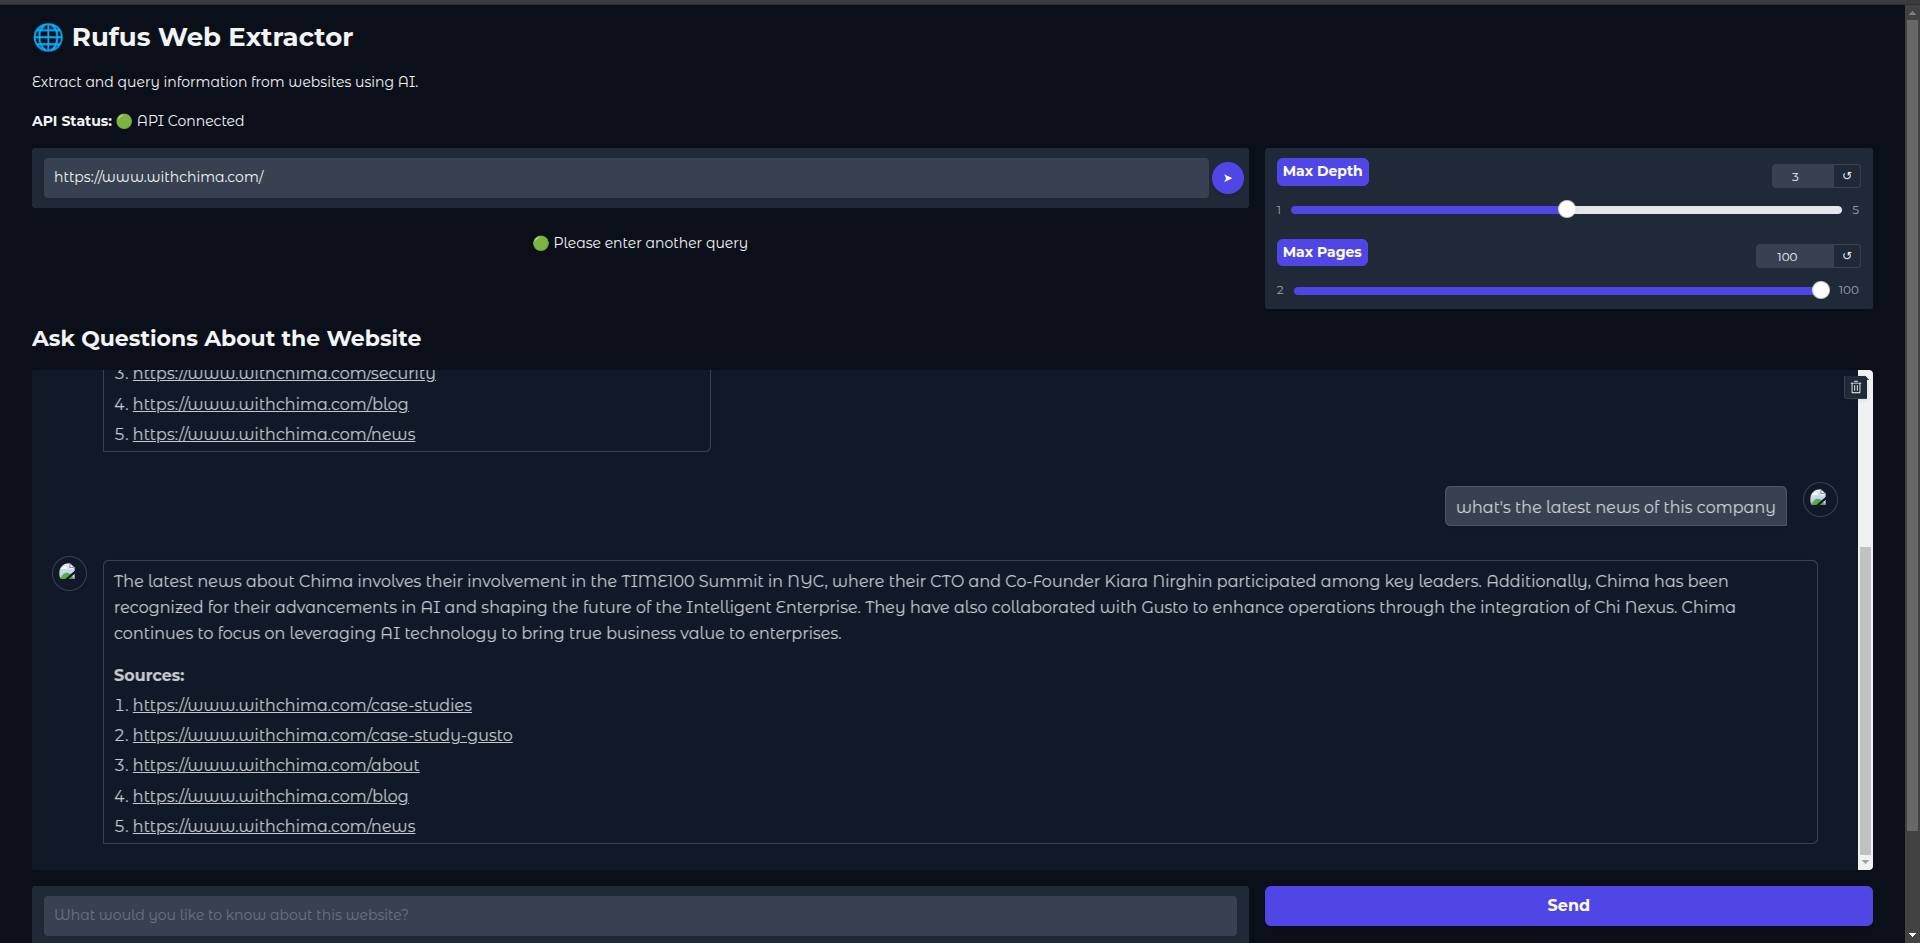 🌐 Rufus Web Extractor
Extract and query information from websites using AI.
API Status: 🟢 API Connected
https://www.withchima.com/
➤
🟢 Please enter another query
Max Depth
3
↺
1
5
Max Pages
100
↺
2
100
Ask Questions About the Website
3. https://www.withchima.com/security
4. https://www.withchima.com/blog
5. https://www.withchima.com/news
what's the latest news of this company
The latest news about Chima involves their involvement in the TIME100 Summit in NYC, where their CTO and Co-Founder Kiara Nirghin participated among key leaders. Additionally, Chima has been
recognized for their advancements in AI and shaping the future of the Intelligent Enterprise. They have also collaborated with Gusto to enhance operations through the integration of Chi Nexus. Chima
continues to focus on leveraging AI technology to bring true business value to enterprises.
Sources:
1. https://www.withchima.com/case-studies
2. https://www.withchima.com/case-study-gusto
3. https://www.withchima.com/about
4. https://www.withchima.com/blog
5. https://www.withchima.com/news
What would you like to know about this website?
Send